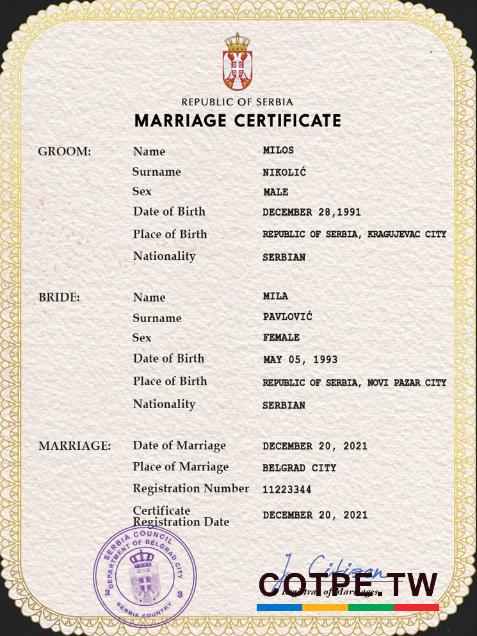 REPUBLIC OF SERBIA
MARRIAGE CERTIFICATE
GROOM: Name MILOS
Surname NIKOLIĆ
Sex MALE
Date of Birth DECEMBER 28,1991
Place of Birth REPUBLIC OF SERBIA, KRAGUJEVAC CITY
Nationality SERBIAN
BRIDE: Name MILA
Surname PAVLOVIĆ
Sex FEMALE
Date of Birth MAY 05, 1993
Place of Birth REPUBLIC OF SERBIA, NOVI PAZAR CITY
Nationality SERBIAN
MARRIAGE: Date of Marriage DECEMBER 20, 2021
Place of Marriage BELGRAD CITY
Registration Number 11223344
Certificate
Registration Date DECEMBER 20, 2021
SERBIA COUNCIL
DEPARTMENT OF BELGRAD CITY
SERBIA COUNTRY
J. Citizen
Registrar of Marriages
COTPE TW